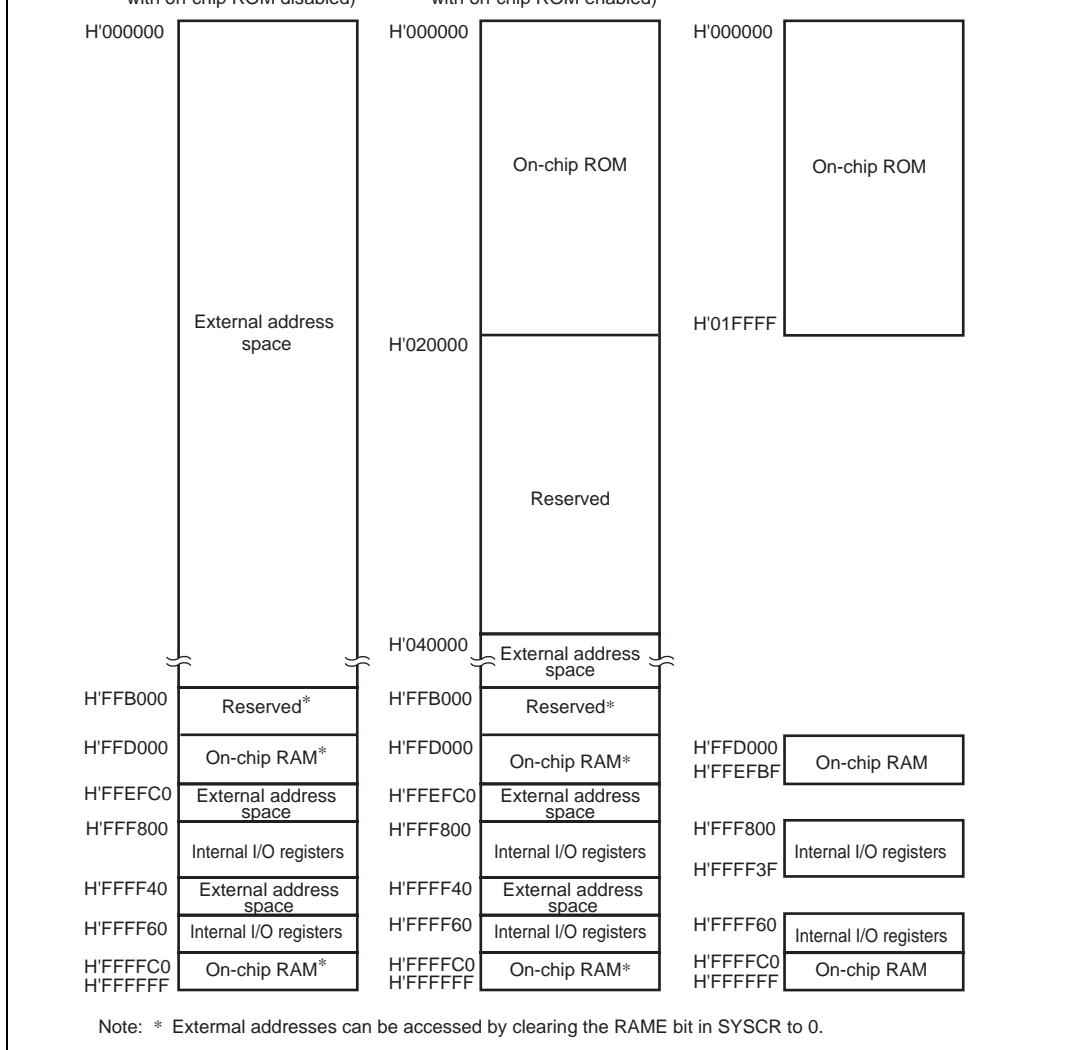 with on-chip ROM disabled)
with on-chip ROM enabled)
H'000000
External address
space
H'FFB000
Reserved*
H'FFD000
On-chip RAM*
H'FFEFC0
External address
space
H'FFF800
Internal I/O registers
H'FFFF40
External address
space
H'FFFF60
Internal I/O registers
H'FFFFC0
On-chip RAM*
H'FFFFFF
H'000000
On-chip ROM
H'020000
Reserved
H'040000
External address
space
H'FFB000
Reserved*
H'FFD000
On-chip RAM*
H'FFEFC0
External address
space
H'FFF800
Internal I/O registers
H'FFFF40
External address
space
H'FFFF60
Internal I/O registers
H'FFFFC0
On-chip RAM*
H'FFFFFF
H'000000
On-chip ROM
H'01FFFF
H'FFD000
On-chip RAM
H'FFEFBF
H'FFF800
Internal I/O registers
H'FFFF3F
H'FFFF60
Internal I/O registers
H'FFFFC0
On-chip RAM
H'FFFFFF
Note: * Extermal addresses can be accessed by clearing the RAME bit in SYSCR to 0.